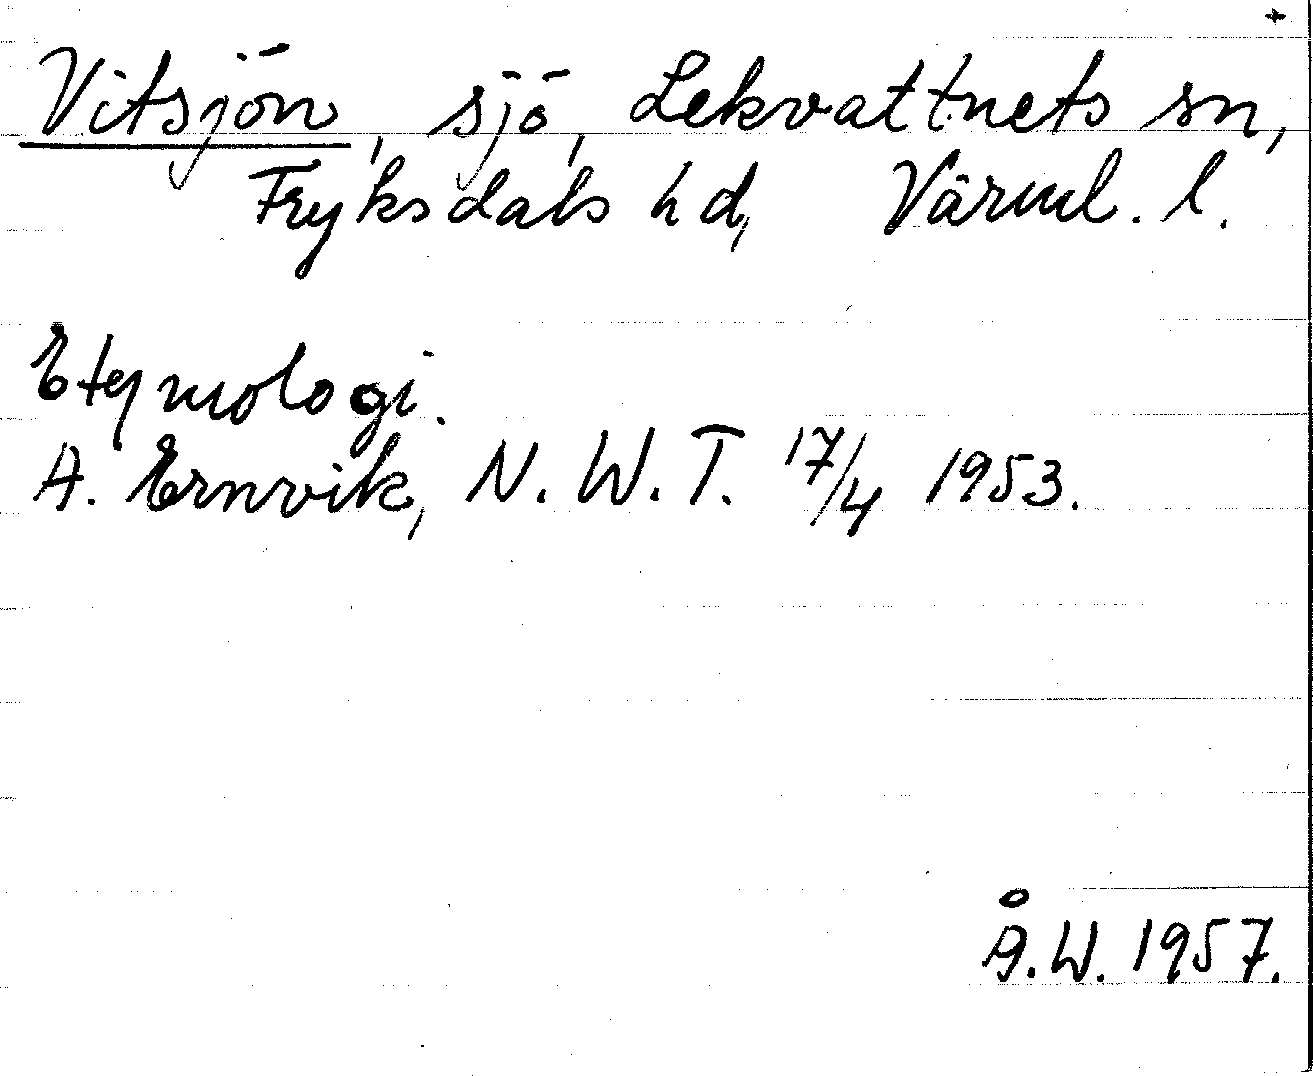 Vitsjön, sjö, Lekvattnets sn,
Fryksdals hd, Värml. l.
Etymologi.
A. Ernvik, N. W. T. 17/4 1953.
Å. W. 1957.